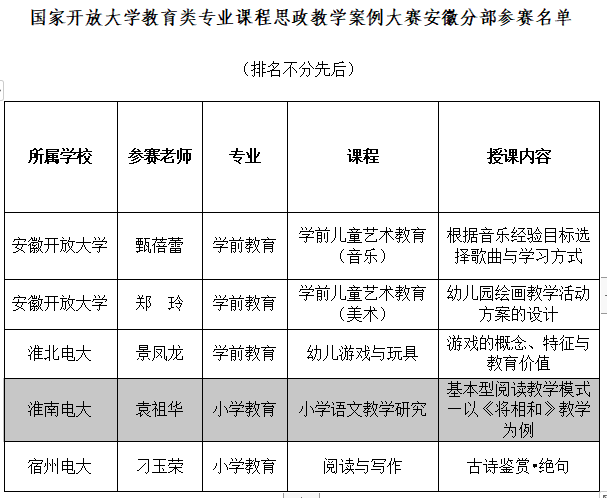 国家开放大学教育类专业课程思政教学案例大赛安徽分部参赛名单
（排名不分先后）
所属学校 参赛老师 专业 课程 授课内容
安徽开放大学 甄蓓蕾 学前教育 学前儿童艺术教育（音乐） 根据音乐经验目标选择歌曲与学习方式
安徽开放大学 郑 玲 学前教育 学前儿童艺术教育（美术） 幼儿园绘画教学活动方案的设计
淮北电大 景凤龙 学前教育 幼儿游戏与玩具 游戏的概念、特征与教育价值
淮南电大 袁祖华 小学教育 小学语文教学研究 基本型阅读教学模式—以《将相和》教学为例
宿州电大 刁玉荣 小学教育 阅读与写作 古诗鉴赏•绝句